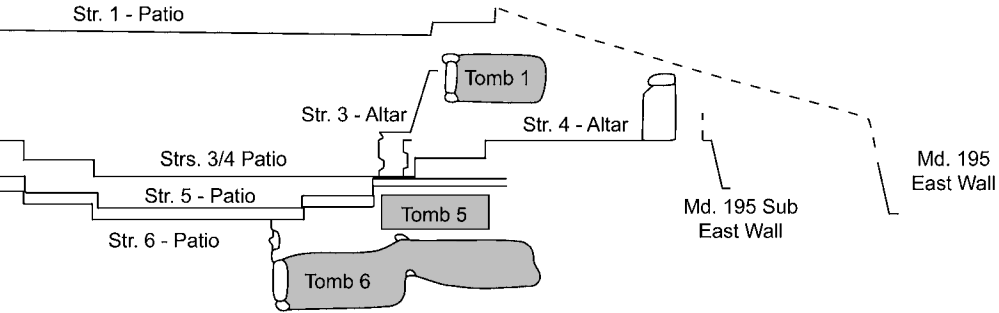 Str. 1 - Patio
Tomb 1
Str. 3 - Altar
Str. 4 - Altar
Strs. 3/4 Patio
Md. 195
East Wall
Str. 5 - Patio
Tomb 5
Md. 195 Sub
East Wall
Str. 6 - Patio
Tomb 6